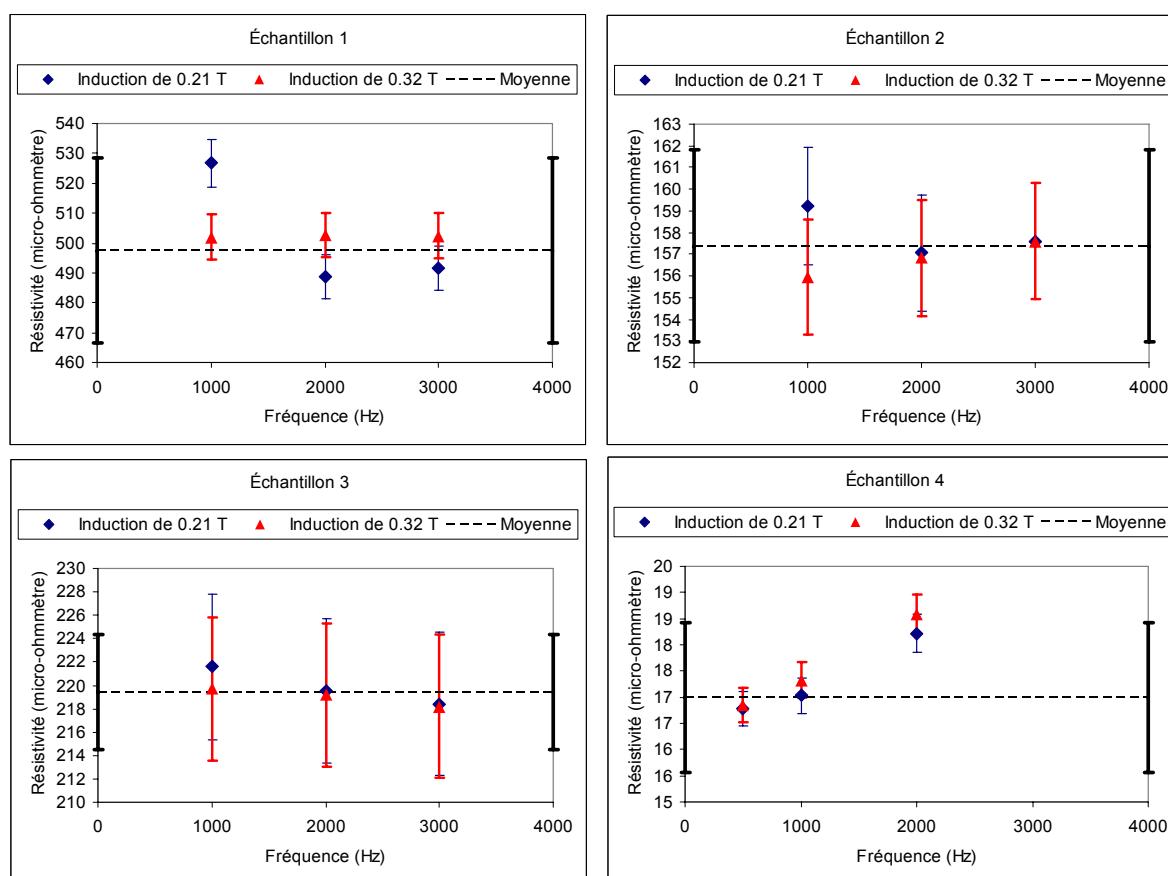 Échantillon 1
Induction de 0.21 T Induction de 0.32 T Moyenne
Résistivité (micro-ohmmètre)
540
530
520
510
500
490
480
470
460
0 1000 2000 3000 4000
Fréquence (Hz)
Échantillon 2
Induction de 0.21 T Induction de 0.32 T Moyenne
Résistivité (micro-ohmmètre)
163
162
161
160
159
158
157
156
155
154
153
152
0 1000 2000 3000 4000
Fréquence (Hz)
Échantillon 3
Induction de 0.21 T Induction de 0.32 T Moyenne
Résistivité (micro-ohmmètre)
230
228
226
224
222
220
218
216
214
212
210
0 1000 2000 3000 4000
Fréquence (Hz)
Échantillon 4
Induction de 0.21 T Induction de 0.32 T Moyenne
Résistivité (micro-ohmmètre)
20
19
19
18
18
17
17
16
16
15
0 1000 2000 3000 4000
Fréquence (Hz)